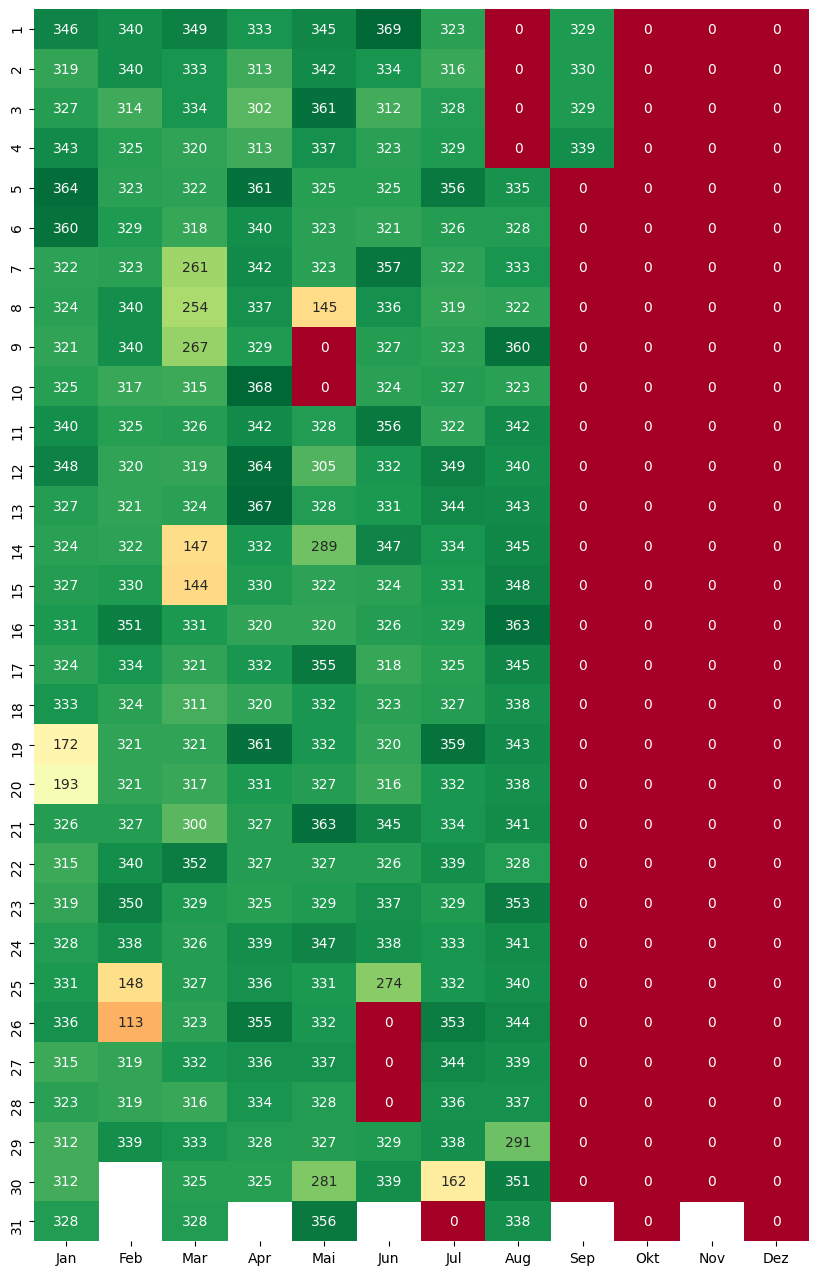 1 346 340 349 333 345 369 323 0 329 0 0 0
2 319 340 333 313 342 334 316 0 330 0 0 0
3 327 314 334 302 361 312 328 0 329 0 0 0
4 343 325 320 313 337 323 329 0 339 0 0 0
5 364 323 322 361 325 325 356 335 0 0 0 0
6 360 329 318 340 323 321 326 328 0 0 0 0
7 322 323 261 342 323 357 322 333 0 0 0 0
8 324 340 254 337 145 336 319 322 0 0 0 0
9 321 340 267 329 0 327 323 360 0 0 0 0
10 325 317 315 368 0 324 327 323 0 0 0 0
11 340 325 326 342 328 356 322 342 0 0 0 0
12 348 320 319 364 305 332 349 340 0 0 0 0
13 327 321 324 367 328 331 344 343 0 0 0 0
14 324 322 147 332 289 347 334 345 0 0 0 0
15 327 330 144 330 322 324 331 348 0 0 0 0
16 331 351 331 320 320 326 329 363 0 0 0 0
17 324 334 321 332 355 318 325 345 0 0 0 0
18 333 324 311 320 332 323 327 338 0 0 0 0
19 172 321 321 361 332 320 359 343 0 0 0 0
20 193 321 317 331 327 316 332 338 0 0 0 0
21 326 327 300 327 363 345 334 341 0 0 0 0
22 315 340 352 327 327 326 339 328 0 0 0 0
23 319 350 329 325 329 337 329 353 0 0 0 0
24 328 338 326 339 347 338 333 341 0 0 0 0
25 331 148 327 336 331 274 332 340 0 0 0 0
26 336 113 323 355 332 0 353 344 0 0 0 0
27 315 319 332 336 337 0 344 339 0 0 0 0
28 323 319 316 334 328 0 336 337 0 0 0 0
29 312 339 333 328 327 329 338 291 0 0 0 0
30 312 325 325 281 339 162 351 0 0 0 0
31 328 328 356 0 338 0 0
Jan Feb Mar Apr Mai Jun Jul Aug Sep Okt Nov Dez